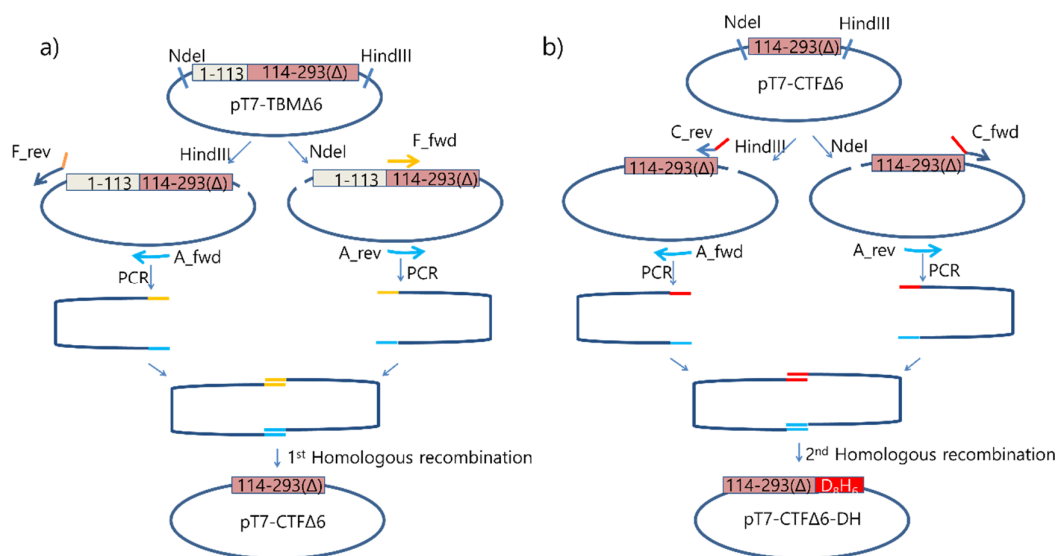 a)
NdeI
HindIII
1-113
114-293(Δ)
pT7-TBMΔ6
F_rev
HindIII
NdeI
F_fwd
1-113
114-293(Δ)
1-113
114-293(Δ)
A_fwd
A_rev
PCR
PCR
1st Homologous recombination
114-293(Δ)
pT7-CTFΔ6
b)
NdeI
HindIII
114-293(Δ)
pT7-CTFΔ6
C_rev
HindIII
NdeI
C_fwd
114-293(Δ)
114-293(Δ)
A_fwd
A_rev
PCR
PCR
2nd Homologous recombination
114-293(Δ)
D8H6
pT7-CTFΔ6-DH